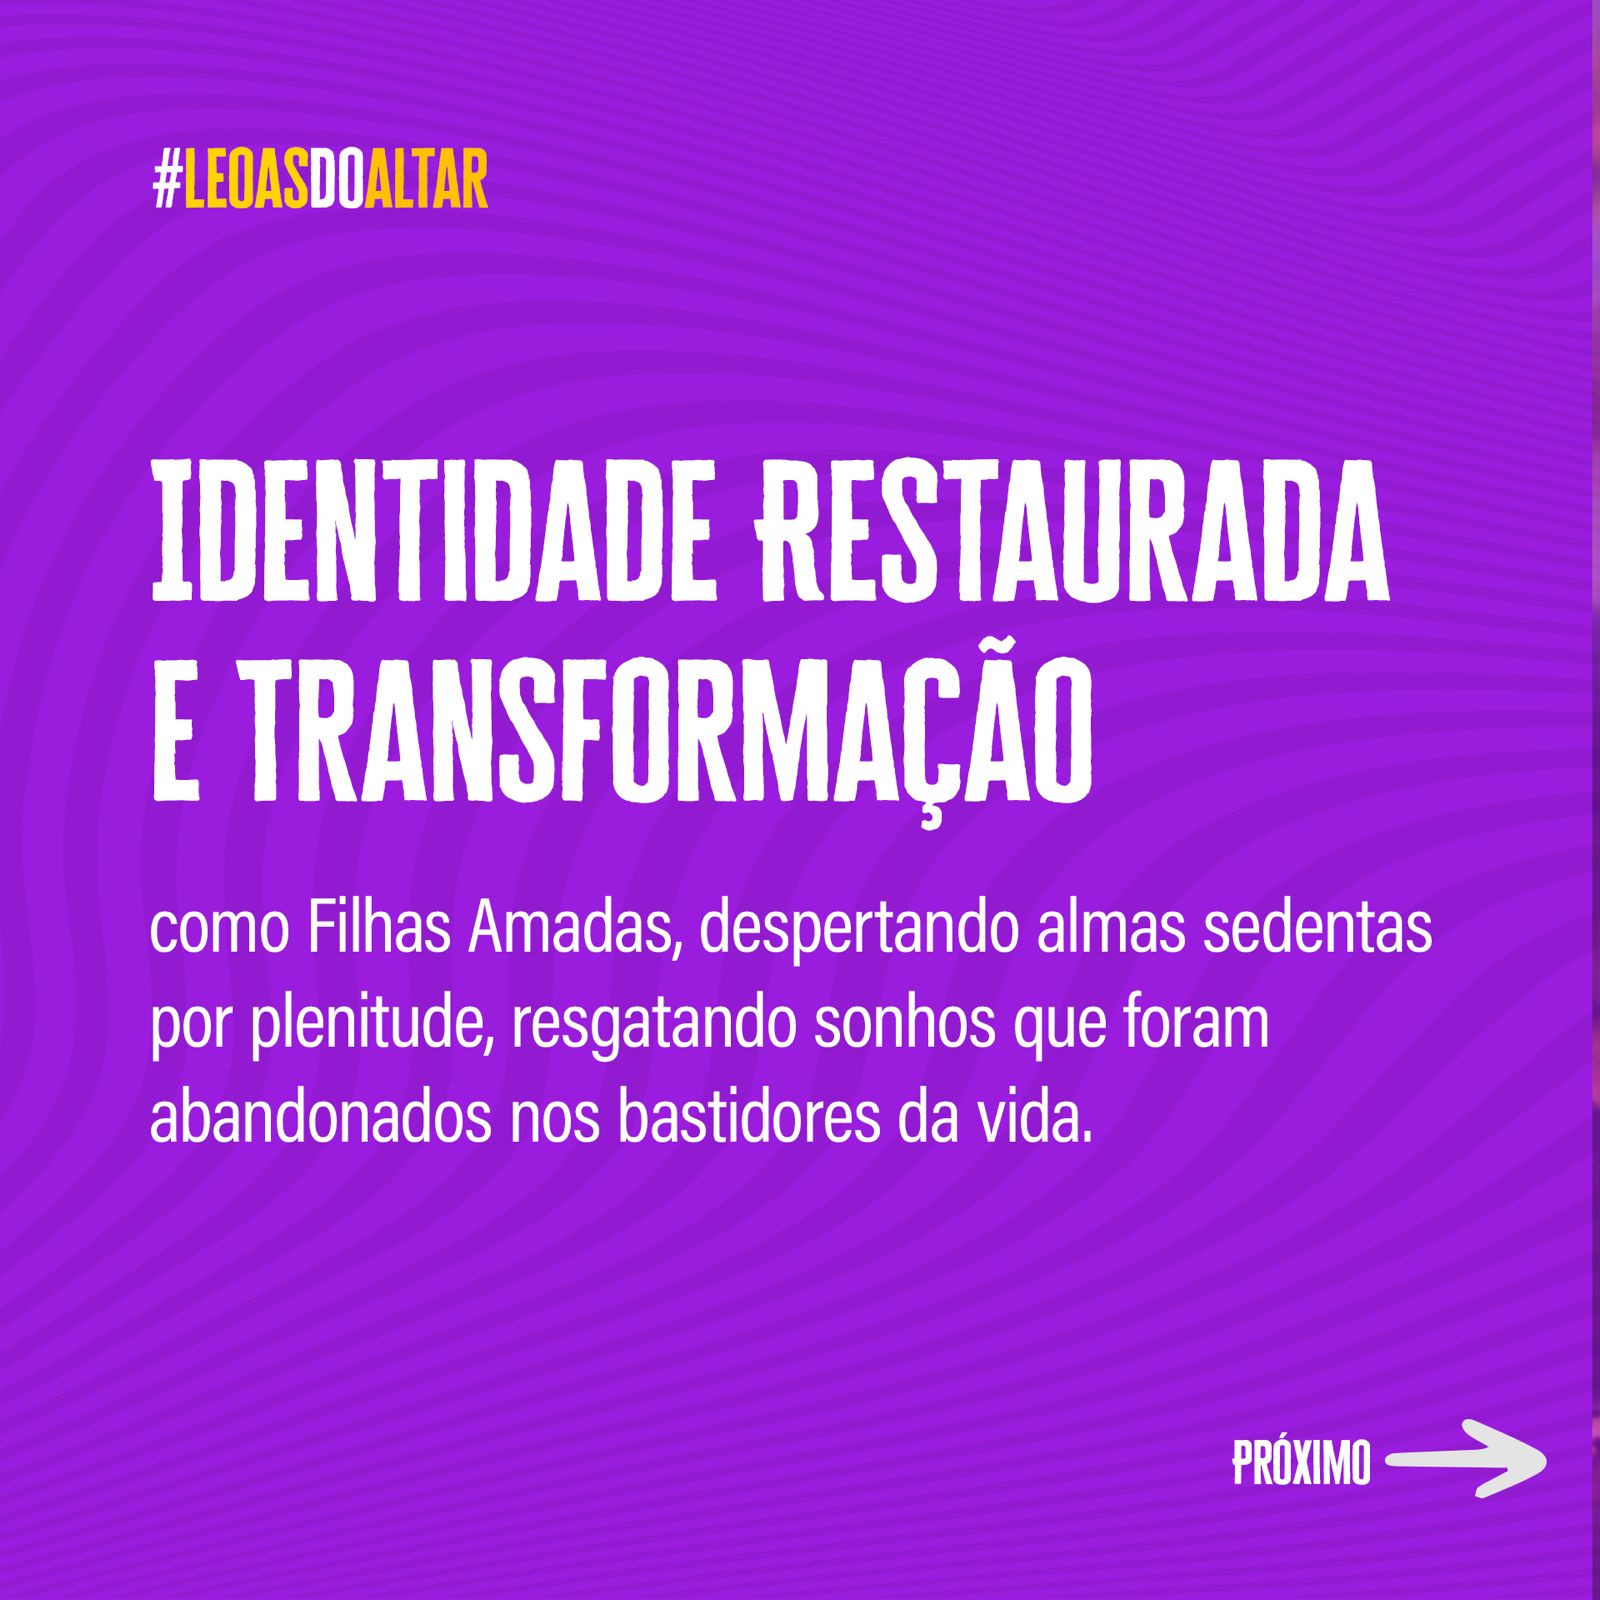 #LEOASDOALTAR
IDENTIDADE RESTAURADA
E TRANSFORMAÇÃO
como Filhas Amadas, despertando almas sedentas
por plenitude, resgatando sonhos que foram
abandonados nos bastidores da vida.
PRÓXIMO